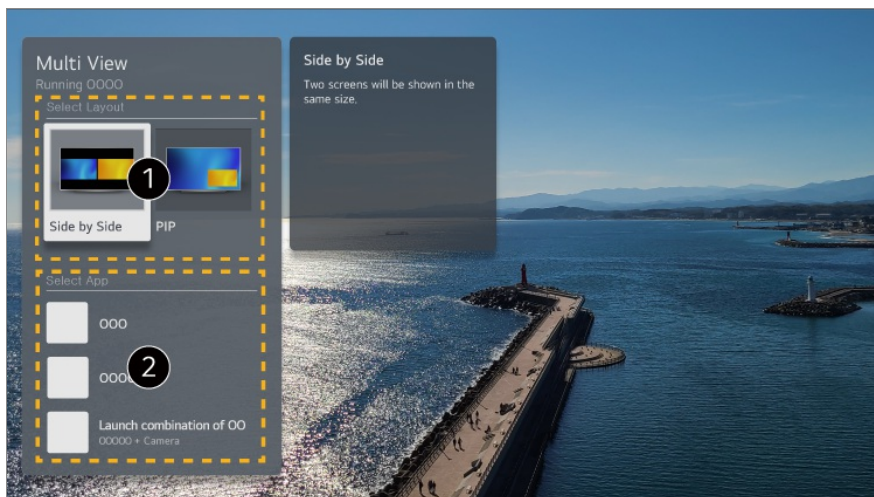 Multi View
Running OOOO
Select Layout
1
Side by Side
PIP
Select App
OOO
OOOO
2
Launch combination of OO
OOOOO + Camera
Side by Side
Two screens will be shown in the
same size.